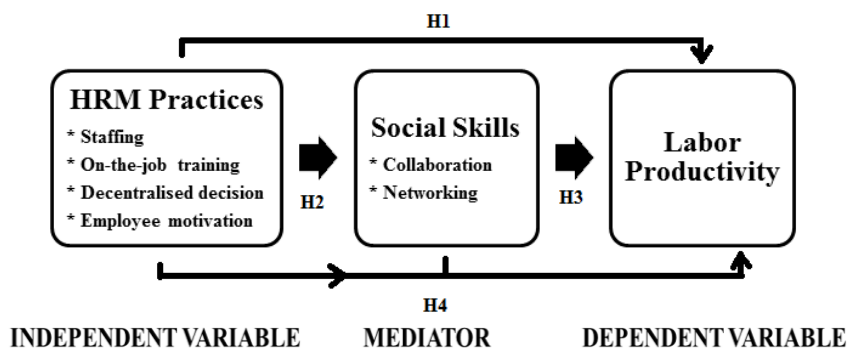 H1
HRM Practices
* Staffing
* On-the-job training
* Decentralised decision
* Employee motivation
H2
Social Skills
* Collaboration
* Networking
H3
Labor
Productivity
H4
INDEPENDENT VARIABLE
MEDIATOR
DEPENDENT VARIABLE